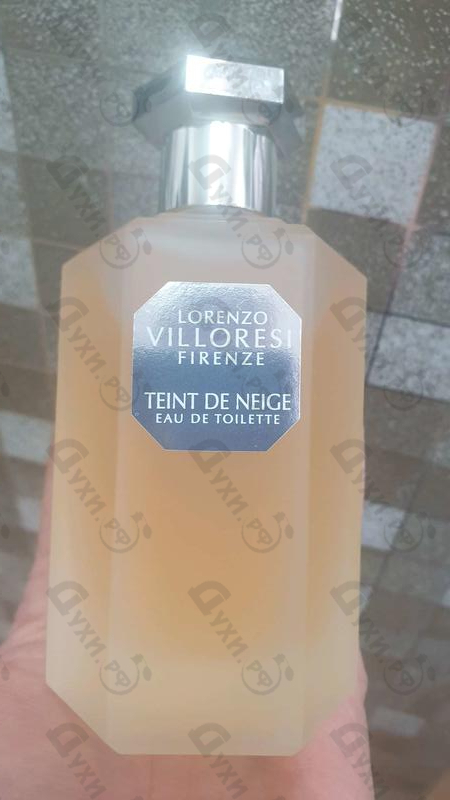 LORENZO
VILLORESI
FIRENZE
TEINT DE NEIGE
EAU DE TOILETTE
Духи.рф